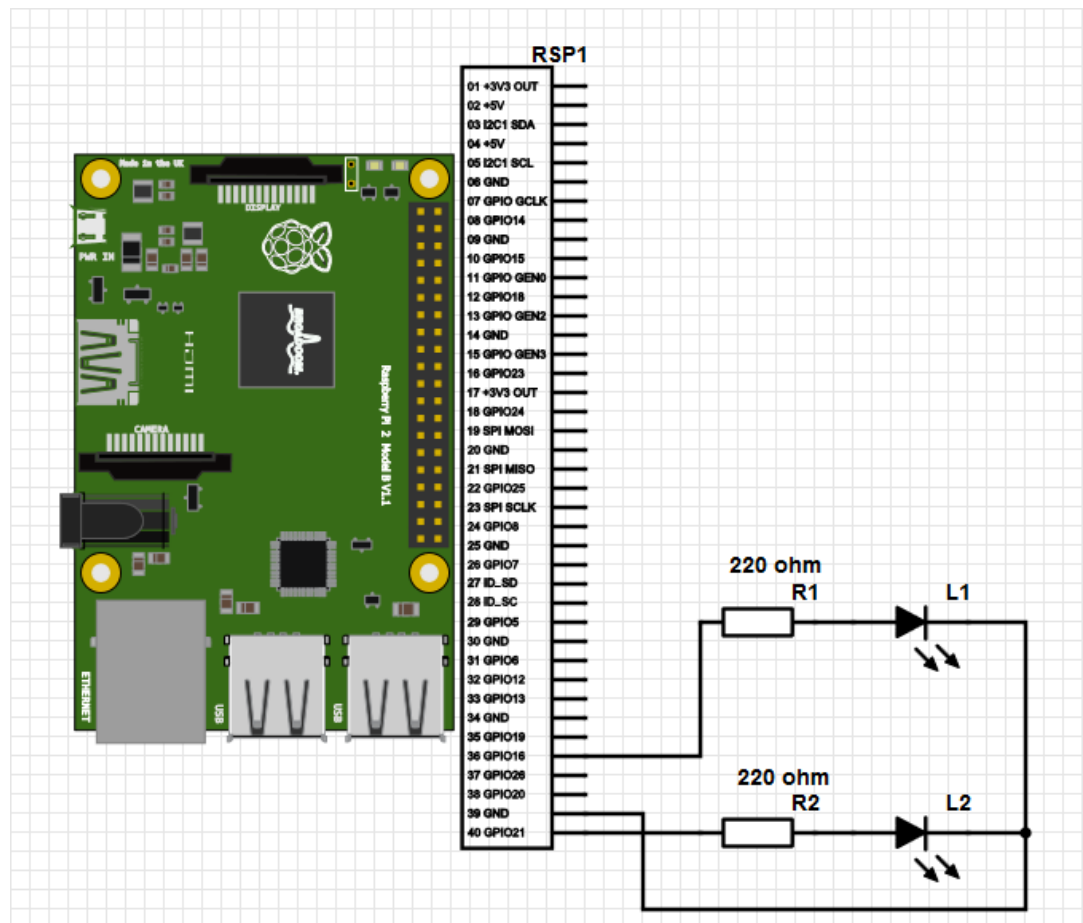 RSP1
01 +3V3 OUT
02 +5V
03 I2C1 SDA
04 +5V
05 I2C1 SCL
06 GND
07 GPIO GCLK
08 GPIO14
09 GND
10 GPIO15
11 GPIO GEN0
12 GPIO18
13 GPIO GEN2
14 GND
15 GPIO GEN3
16 GPIO23
17 +3V3 OUT
18 GPIO24
19 SPI MOSI
20 GND
21 SPI MISO
22 GPIO25
23 SPI SCLK
24 GPIO8
25 GND
26 GPIO7
27 ID_SD
28 ID_SC
29 GPIO5
30 GND
31 GPIO6
32 GPIO12
33 GPIO13
34 GND
35 GPIO19
36 GPIO16
37 GPIO26
38 GPIO20
39 GND
40 GPIO21
Made in the UK
DISPLAY
PWR IN
BROADCOM
HDMI
Raspberry Pi 2 Model B V1.1
CAMERA
ETHERNET
USB
USB
220 ohm
R1
L1
220 ohm
R2
L2